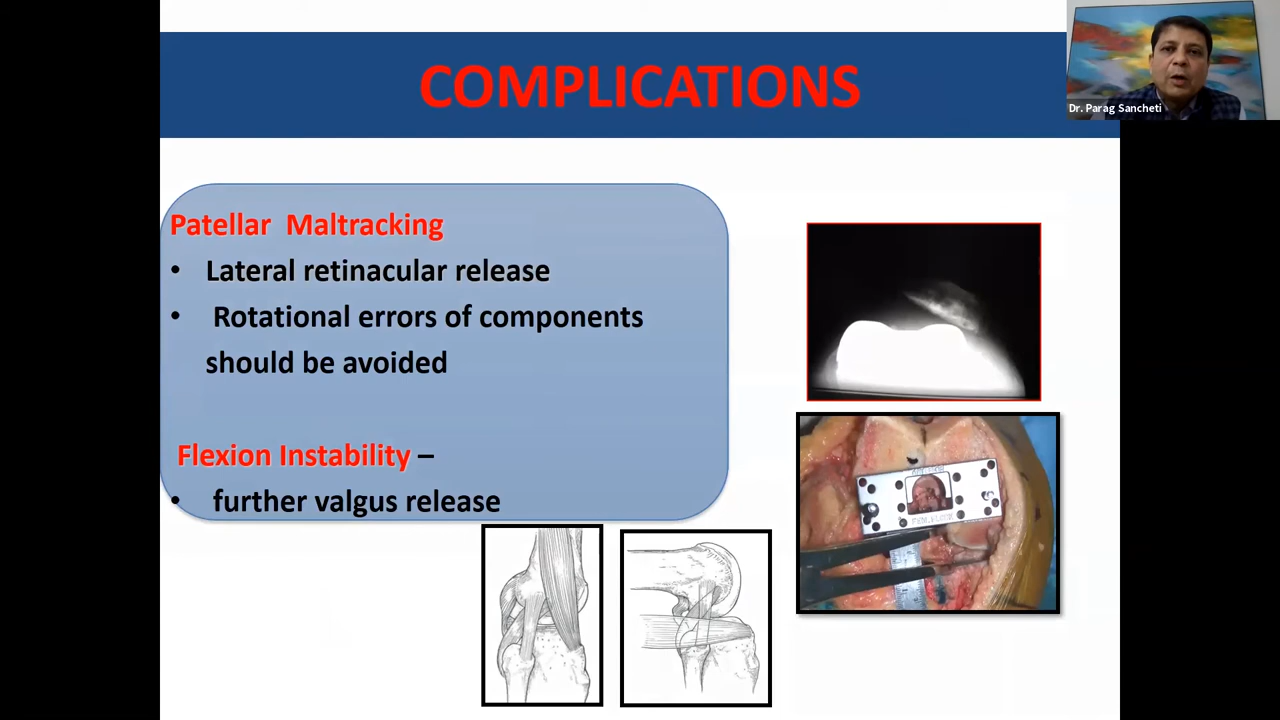 COMPLICATIONS
Dr. Parag Sancheti
Patellar Maltracking
• Lateral retinacular release
• Rotational errors of components
should be avoided
Flexion Instability –
• further valgus release